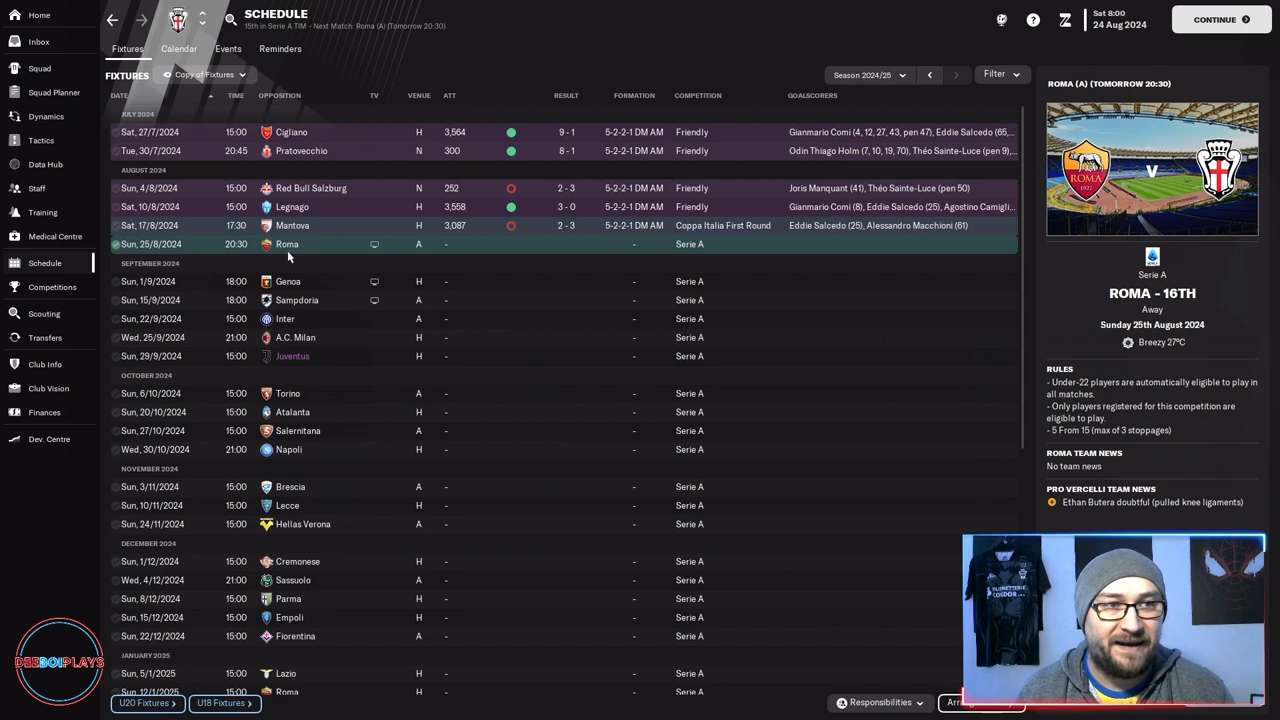 Home
Inbox
Squad
Squad Planner
Dynamics
Tactics
Data Hub
Staff
Training
Medical Centre
Schedule
Competitions
Scouting
Transfers
Club Info
Club Vision
Finances
Dev. Centre
DEEBOIPLAYS
SCHEDULE
15th in Serie A TIM - Next Match: Roma (A) (Tomorrow 20:30)
Sat 8:00
24 Aug 2024
CONTINUE
Fixtures Calendar Events Reminders
FIXTURES Copy of Fixtures Season 2024/25 Filter
DATE TIME OPPOSITION TV VENUE ATT RESULT FORMATION COMPETITION GOALSCORERS
JULY 2024
Sat, 27/7/2024 15:00 Cigliano A 3,564 9 - 1 5-2-2-1 DM AM Friendly Gianmario Comi (4, 12, 27, 43, pen 47), Eddie Salcedo (65,...
Tue, 30/7/2024 20:45 Pratovecchio N 300 8 - 1 5-2-2-1 DM AM Friendly Odin Thiago Holm (7, 10, 19, 70), Théo Sainte-Luce (pen 9),...
AUGUST 2024
Sun, 4/8/2024 15:00 Red Bull Salzburg N 252 2 - 3 5-2-2-1 DM AM Friendly Joris Manquant (41), Théo Sainte-Luce (pen 50)
Sat, 10/8/2024 15:00 Legnago H 3,558 3 - 0 5-2-2-1 DM AM Friendly Gianmario Comi (8), Eddie Salcedo (25), Agostino Camigli...
Sat, 17/8/2024 17:30 Mantova H 3,087 2 - 3 5-2-2-1 DM AM Coppa Italia First Round Eddie Salcedo (25), Alessandro Macchioni (61)
Sun, 25/8/2024 20:30 Roma A - - Serie A
SEPTEMBER 2024
Sun, 1/9/2024 18:00 Genoa H - - Serie A
Sun, 15/9/2024 18:00 Sampdoria A - - Serie A
Sun, 22/9/2024 15:00 Inter A - - Serie A
Wed, 25/9/2024 21:00 A.C. Milan H - - Serie A
Sun, 29/9/2024 15:00 Juventus H - - Serie A
OCTOBER 2024
Sun, 6/10/2024 15:00 Torino A - - Serie A
Sun, 20/10/2024 15:00 Atalanta H - - Serie A
Sun, 27/10/2024 15:00 Salernitana A - - Serie A
Wed, 30/10/2024 21:00 Napoli H - - Serie A
NOVEMBER 2024
Sun, 3/11/2024 15:00 Brescia A - - Serie A
Sun, 10/11/2024 15:00 Lecce H - - Serie A
Sun, 24/11/2024 15:00 Hellas Verona A - - Serie A
DECEMBER 2024
Sun, 1/12/2024 15:00 Cremonese H - - Serie A
Wed, 4/12/2024 21:00 Sassuolo A - - Serie A
Sun, 8/12/2024 15:00 Parma H - - Serie A
Sun, 15/12/2024 15:00 Empoli H - - Serie A
Sun, 22/12/2024 15:00 Fiorentina A - - Serie A
JANUARY 2025
Sun, 5/1/2025 15:00 Lazio H - - Serie A
Sun, 12/1/2025 15:00 Roma H - - Serie A
U20 Fixtures U18 Fixtures Responsibilities
ROMA (A) (TOMORROW 20:30)
ROMA
1927
V
Serie A
ROMA - 16TH
Away
Sunday 25th August 2024
Breezy 27°C
RULES
- Under-22 players are automatically eligible to play in
all matches.
- Only players registered for this competition are
eligible to play.
- 5 From 15 (max of 3 stoppages)
ROMA TEAM NEWS
No team news
PRO VERCELLI TEAM NEWS
Ethan Butera doubtful (pulled knee ligaments)